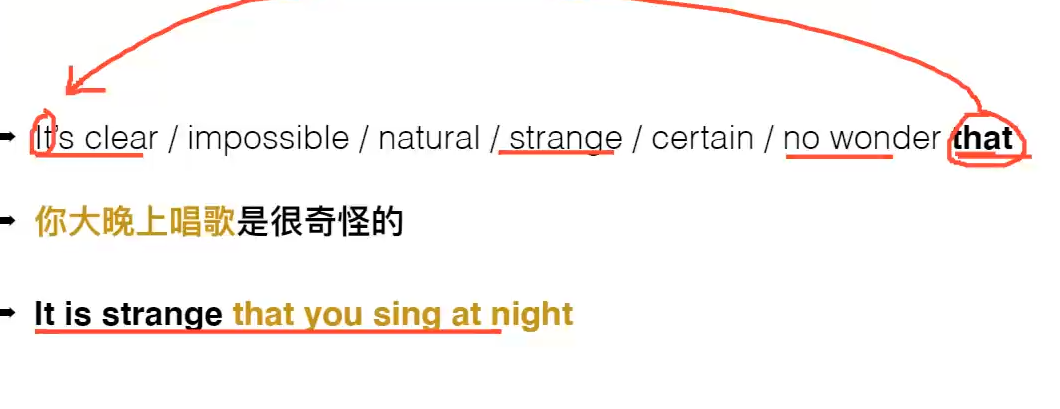 It's clear / impossible / natural / strange / certain / no wonder that
你大晚上唱歌是很奇怪的
It is strange that you sing at night